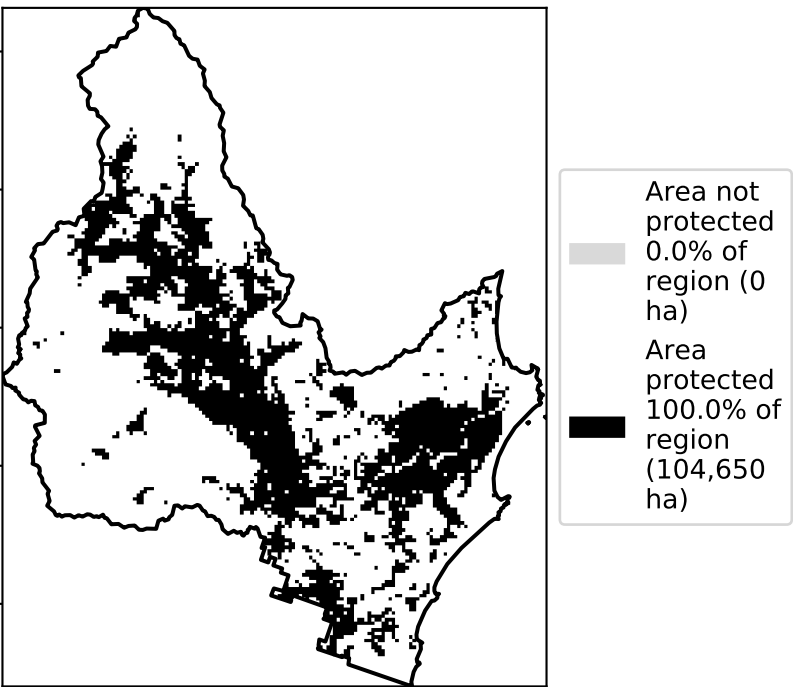 Area not
protected
0.0% of
region (0
ha)
Area
protected
100.0% of
region
(104,650
ha)